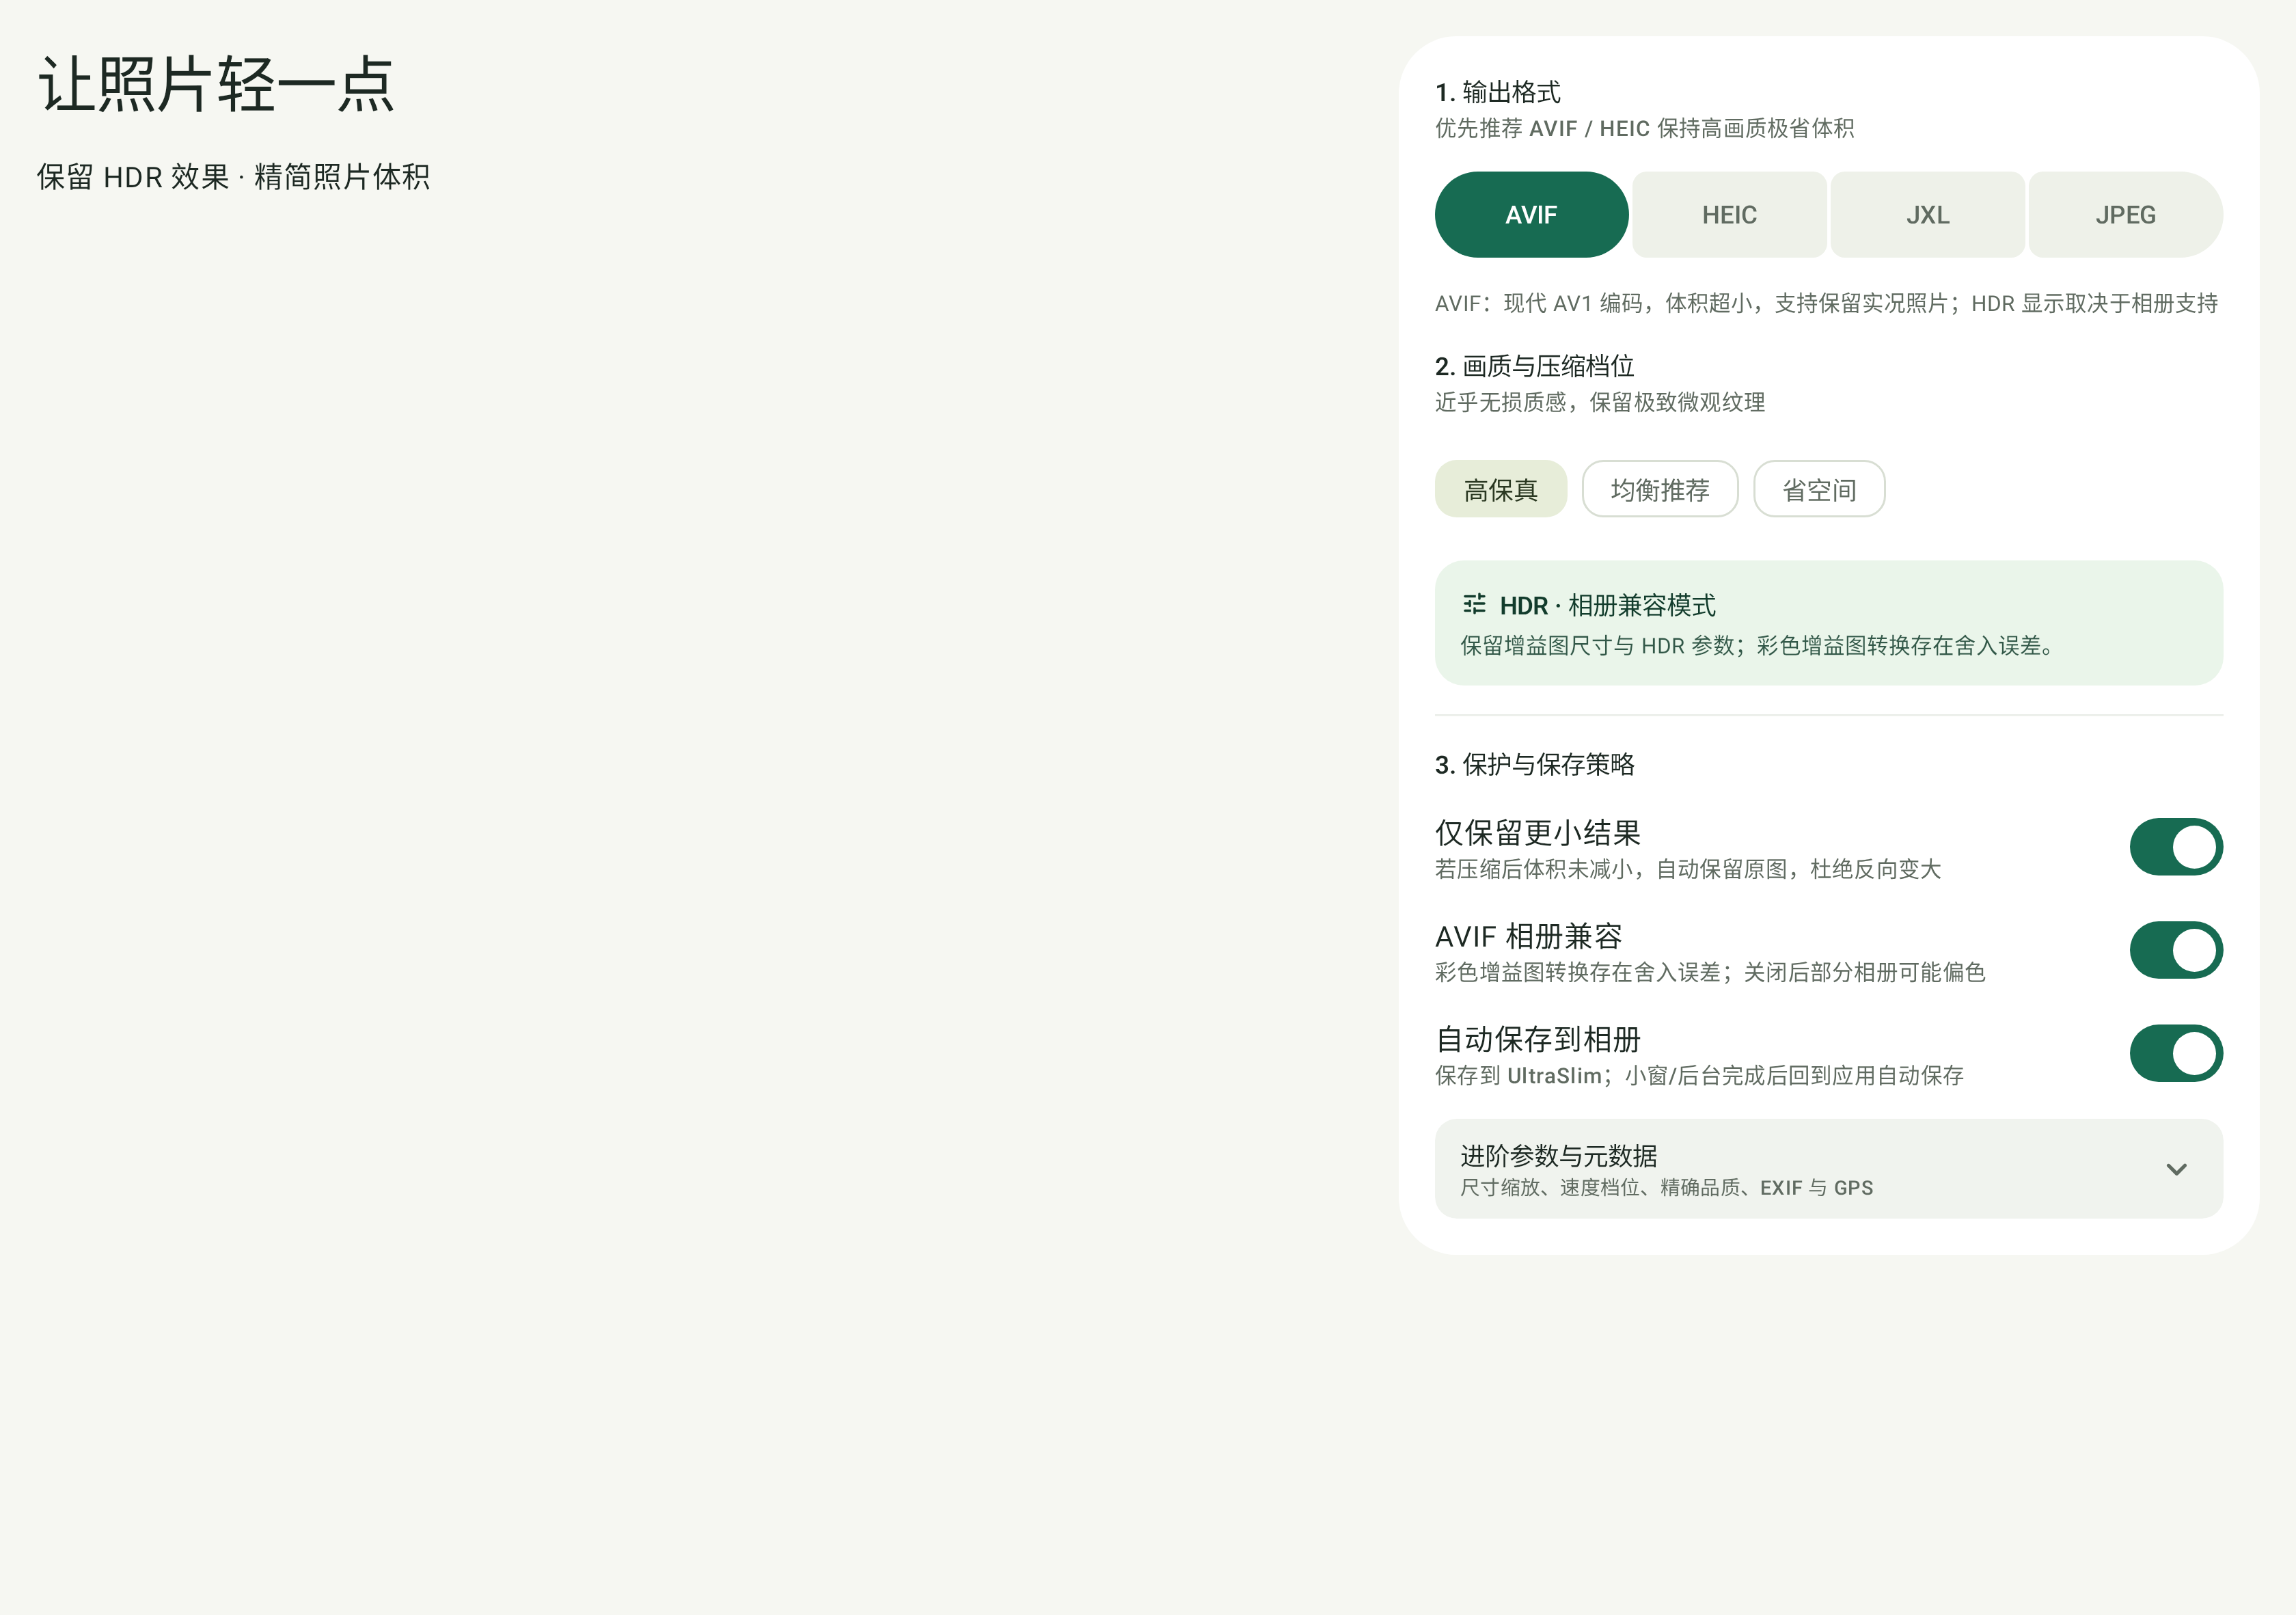 让照片轻一点
保留 HDR 效果 · 精简照片体积
1. 输出格式
优先推荐 AVIF / HEIC 保持高画质极省体积
AVIF
HEIC
JXL
JPEG
AVIF：现代 AV1 编码，体积超小，支持保留实况照片；HDR 显示取决于相册支持
2. 画质与压缩档位
近乎无损质感，保留极致微观纹理
高保真
均衡推荐
省空间
HDR · 相册兼容模式
保留增益图尺寸与 HDR 参数；彩色增益图转换存在舍入误差。
3. 保护与保存策略
仅保留更小结果
若压缩后体积未减小，自动保留原图，杜绝反向变大
AVIF 相册兼容
彩色增益图转换存在舍入误差；关闭后部分相册可能偏色
自动保存到相册
保存到 UltraSlim；小窗/后台完成后回到应用自动保存
进阶参数与元数据
尺寸缩放、速度档位、精确品质、EXIF 与 GPS